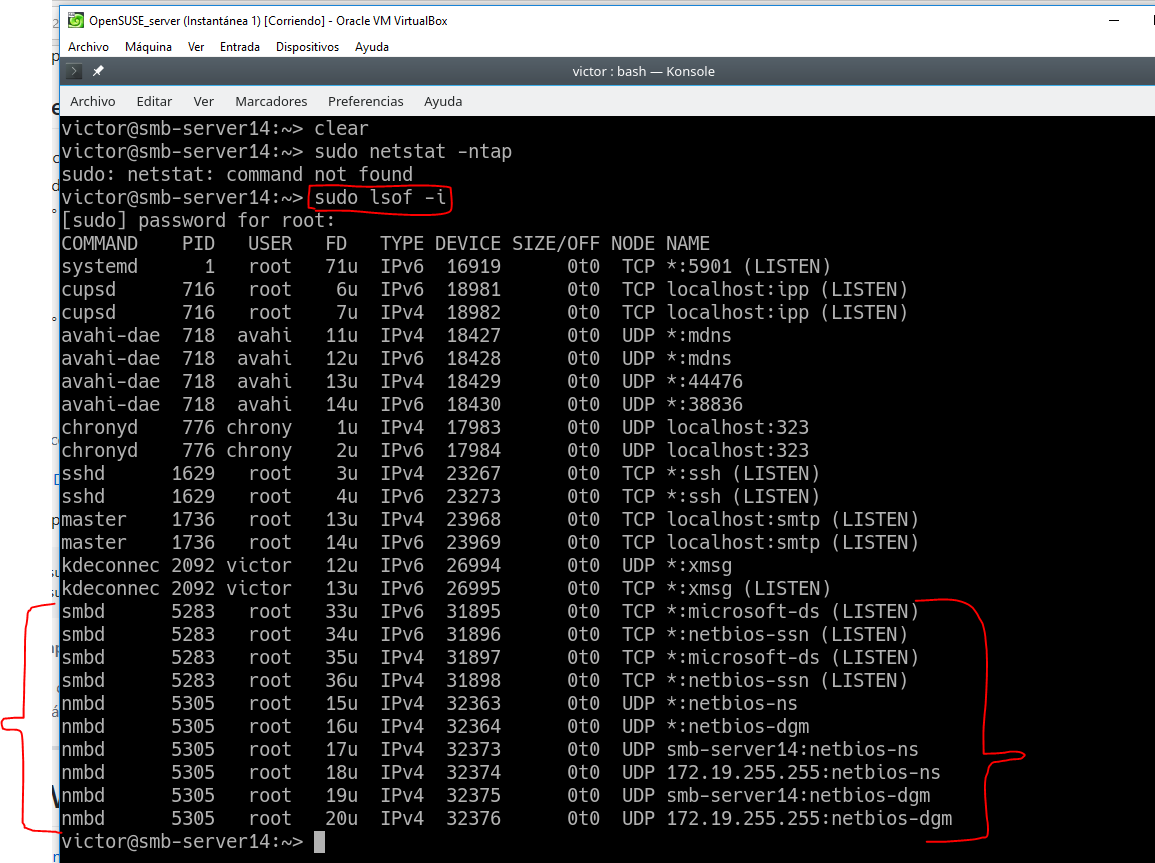 OpenSUSE_server (Instantánea 1) [Corriendo] - Oracle VM VirtualBox
Archivo Máquina Ver Entrada Dispositivos Ayuda
victor : bash — Konsole
Archivo Editar Ver Marcadores Preferencias Ayuda
victor@smb-server14:~> clear
victor@smb-server14:~> sudo netstat -ntap
sudo: netstat: command not found
victor@smb-server14:~> sudo lsof -i
[sudo] password for root:
COMMAND PID USER FD TYPE DEVICE SIZE/OFF NODE NAME
systemd 1 root 71u IPv6 16919 0t0 TCP *:5901 (LISTEN)
cupsd 716 root 6u IPv6 18981 0t0 TCP localhost:ipp (LISTEN)
cupsd 716 root 7u IPv4 18982 0t0 TCP localhost:ipp (LISTEN)
avahi-dae 718 avahi 11u IPv4 18427 0t0 UDP *:mdns
avahi-dae 718 avahi 12u IPv6 18428 0t0 UDP *:mdns
avahi-dae 718 avahi 13u IPv4 18429 0t0 UDP *:44476
avahi-dae 718 avahi 14u IPv6 18430 0t0 UDP *:38836
chronyd 776 chrony 1u IPv4 17983 0t0 UDP localhost:323
chronyd 776 chrony 2u IPv6 17984 0t0 UDP localhost:323
sshd 1629 root 3u IPv4 23267 0t0 TCP *:ssh (LISTEN)
sshd 1629 root 4u IPv6 23273 0t0 TCP *:ssh (LISTEN)
master 1736 root 13u IPv4 23968 0t0 TCP localhost:smtp (LISTEN)
master 1736 root 14u IPv6 23969 0t0 TCP localhost:smtp (LISTEN)
kdeconnec 2092 victor 12u IPv6 26994 0t0 UDP *:xmsg
kdeconnec 2092 victor 13u IPv6 26995 0t0 TCP *:xmsg (LISTEN)
smbd 5283 root 33u IPv6 31895 0t0 TCP *:microsoft-ds (LISTEN)
smbd 5283 root 34u IPv6 31896 0t0 TCP *:netbios-ssn (LISTEN)
smbd 5283 root 35u IPv4 31897 0t0 TCP *:microsoft-ds (LISTEN)
smbd 5283 root 36u IPv4 31898 0t0 TCP *:netbios-ssn (LISTEN)
nmbd 5305 root 15u IPv4 32363 0t0 UDP *:netbios-ns
nmbd 5305 root 16u IPv4 32364 0t0 UDP *:netbios-dgm
nmbd 5305 root 17u IPv4 32373 0t0 UDP smb-server14:netbios-ns
nmbd 5305 root 18u IPv4 32374 0t0 UDP 172.19.255.255:netbios-ns
nmbd 5305 root 19u IPv4 32375 0t0 UDP smb-server14:netbios-dgm
nmbd 5305 root 20u IPv4 32376 0t0 UDP 172.19.255.255:netbios-dgm
victor@smb-server14:~>